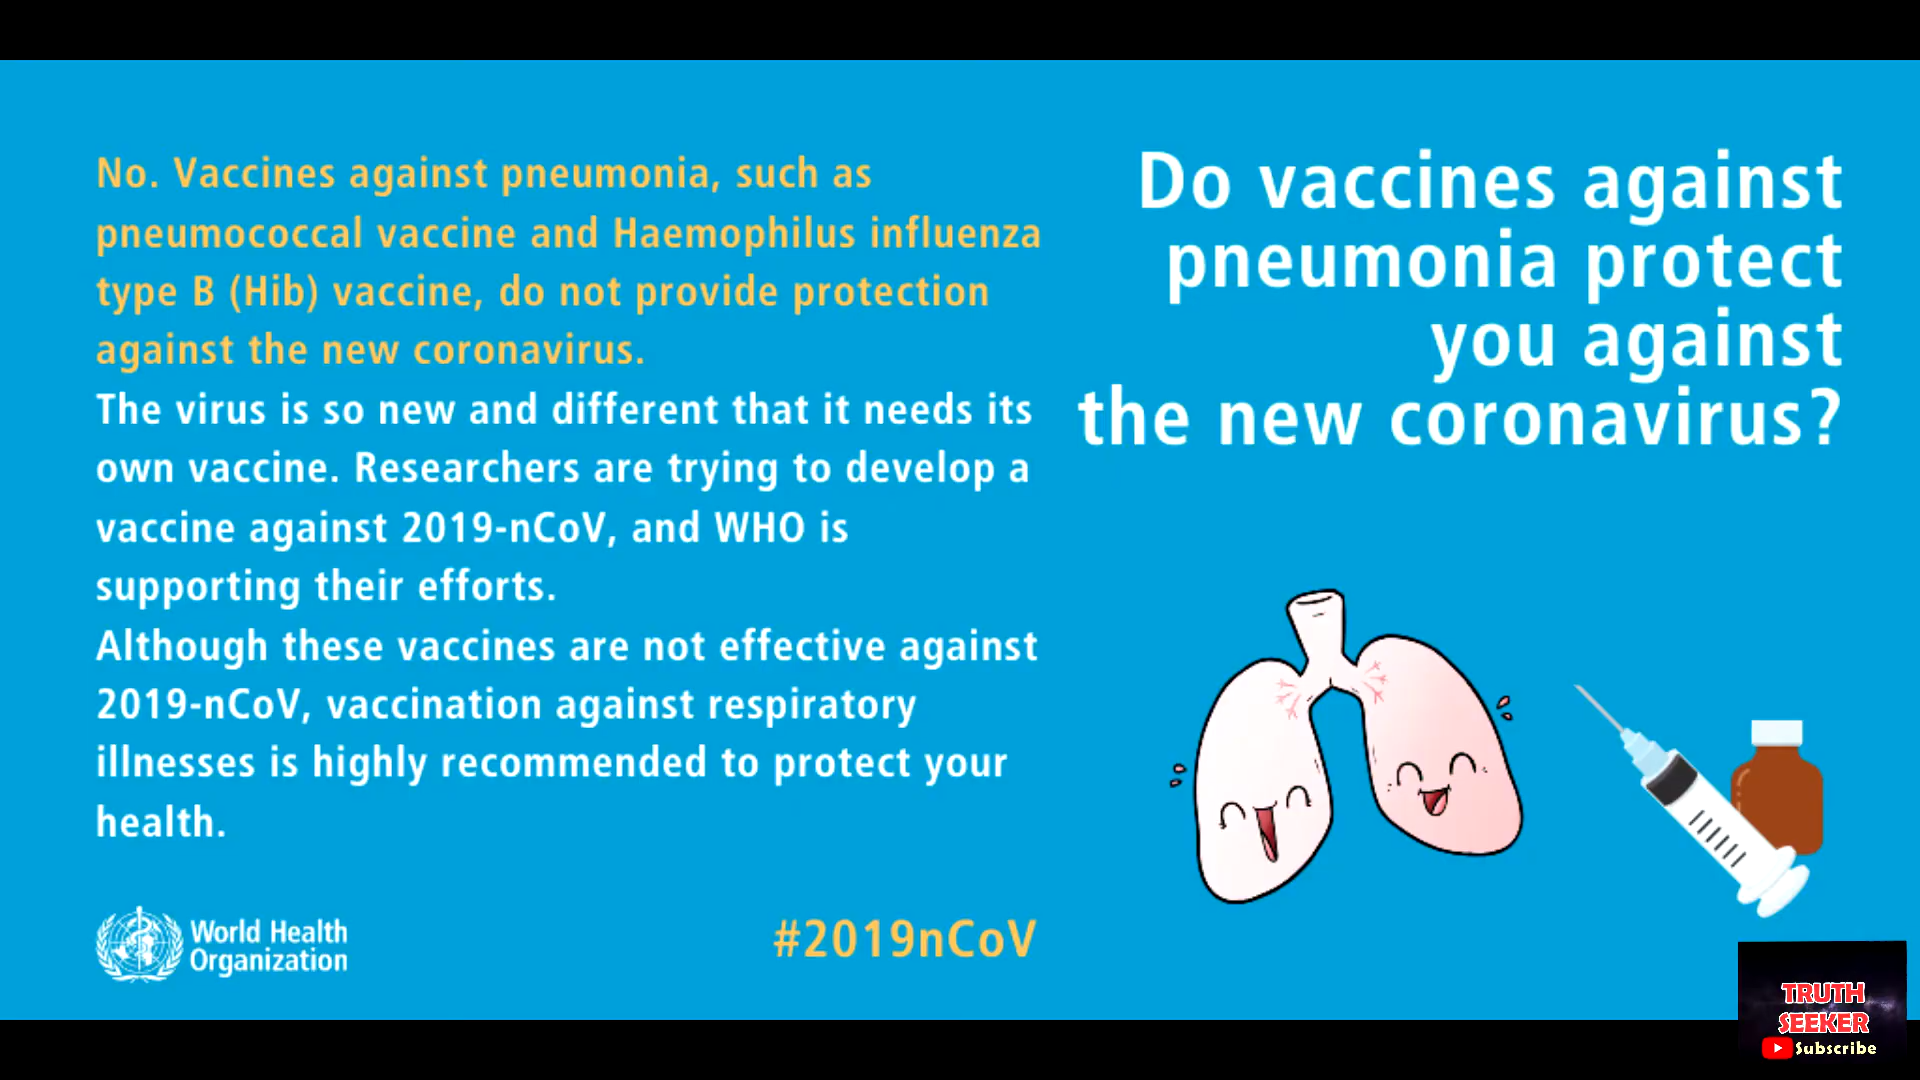 No. Vaccines against pneumonia, such as
pneumococcal vaccine and Haemophilus influenza
type B (Hib) vaccine, do not provide protection
against the new coronavirus.
The virus is so new and different that it needs its
own vaccine. Researchers are trying to develop a
vaccine against 2019-nCoV, and WHO is
supporting their efforts.
Although these vaccines are not effective against
2019-nCoV, vaccination against respiratory
illnesses is highly recommended to protect your
health.
Do vaccines against
pneumonia protect
you against
the new coronavirus?
World Health
Organization
#2019nCoV
TRUTH
SEEKER
Subscribe